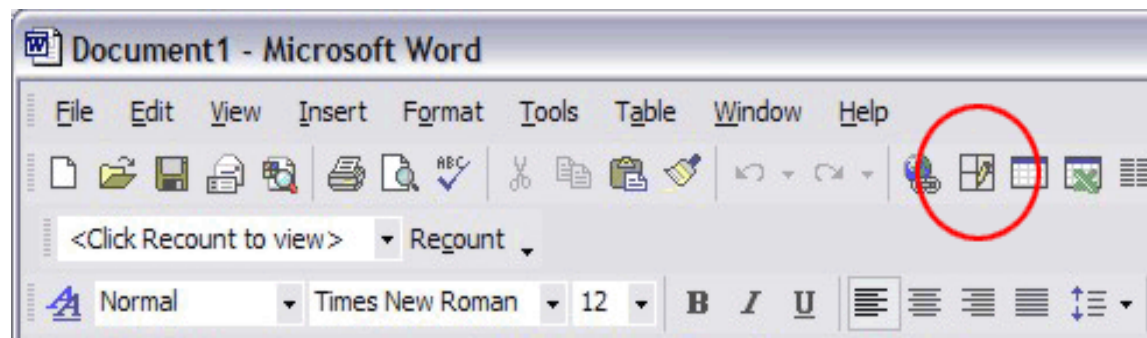 Document1 - Microsoft Word
File Edit View Insert Format Tools Table Window Help
ABC
<Click Recount to view> Recount
Normal Times New Roman 12 B I U